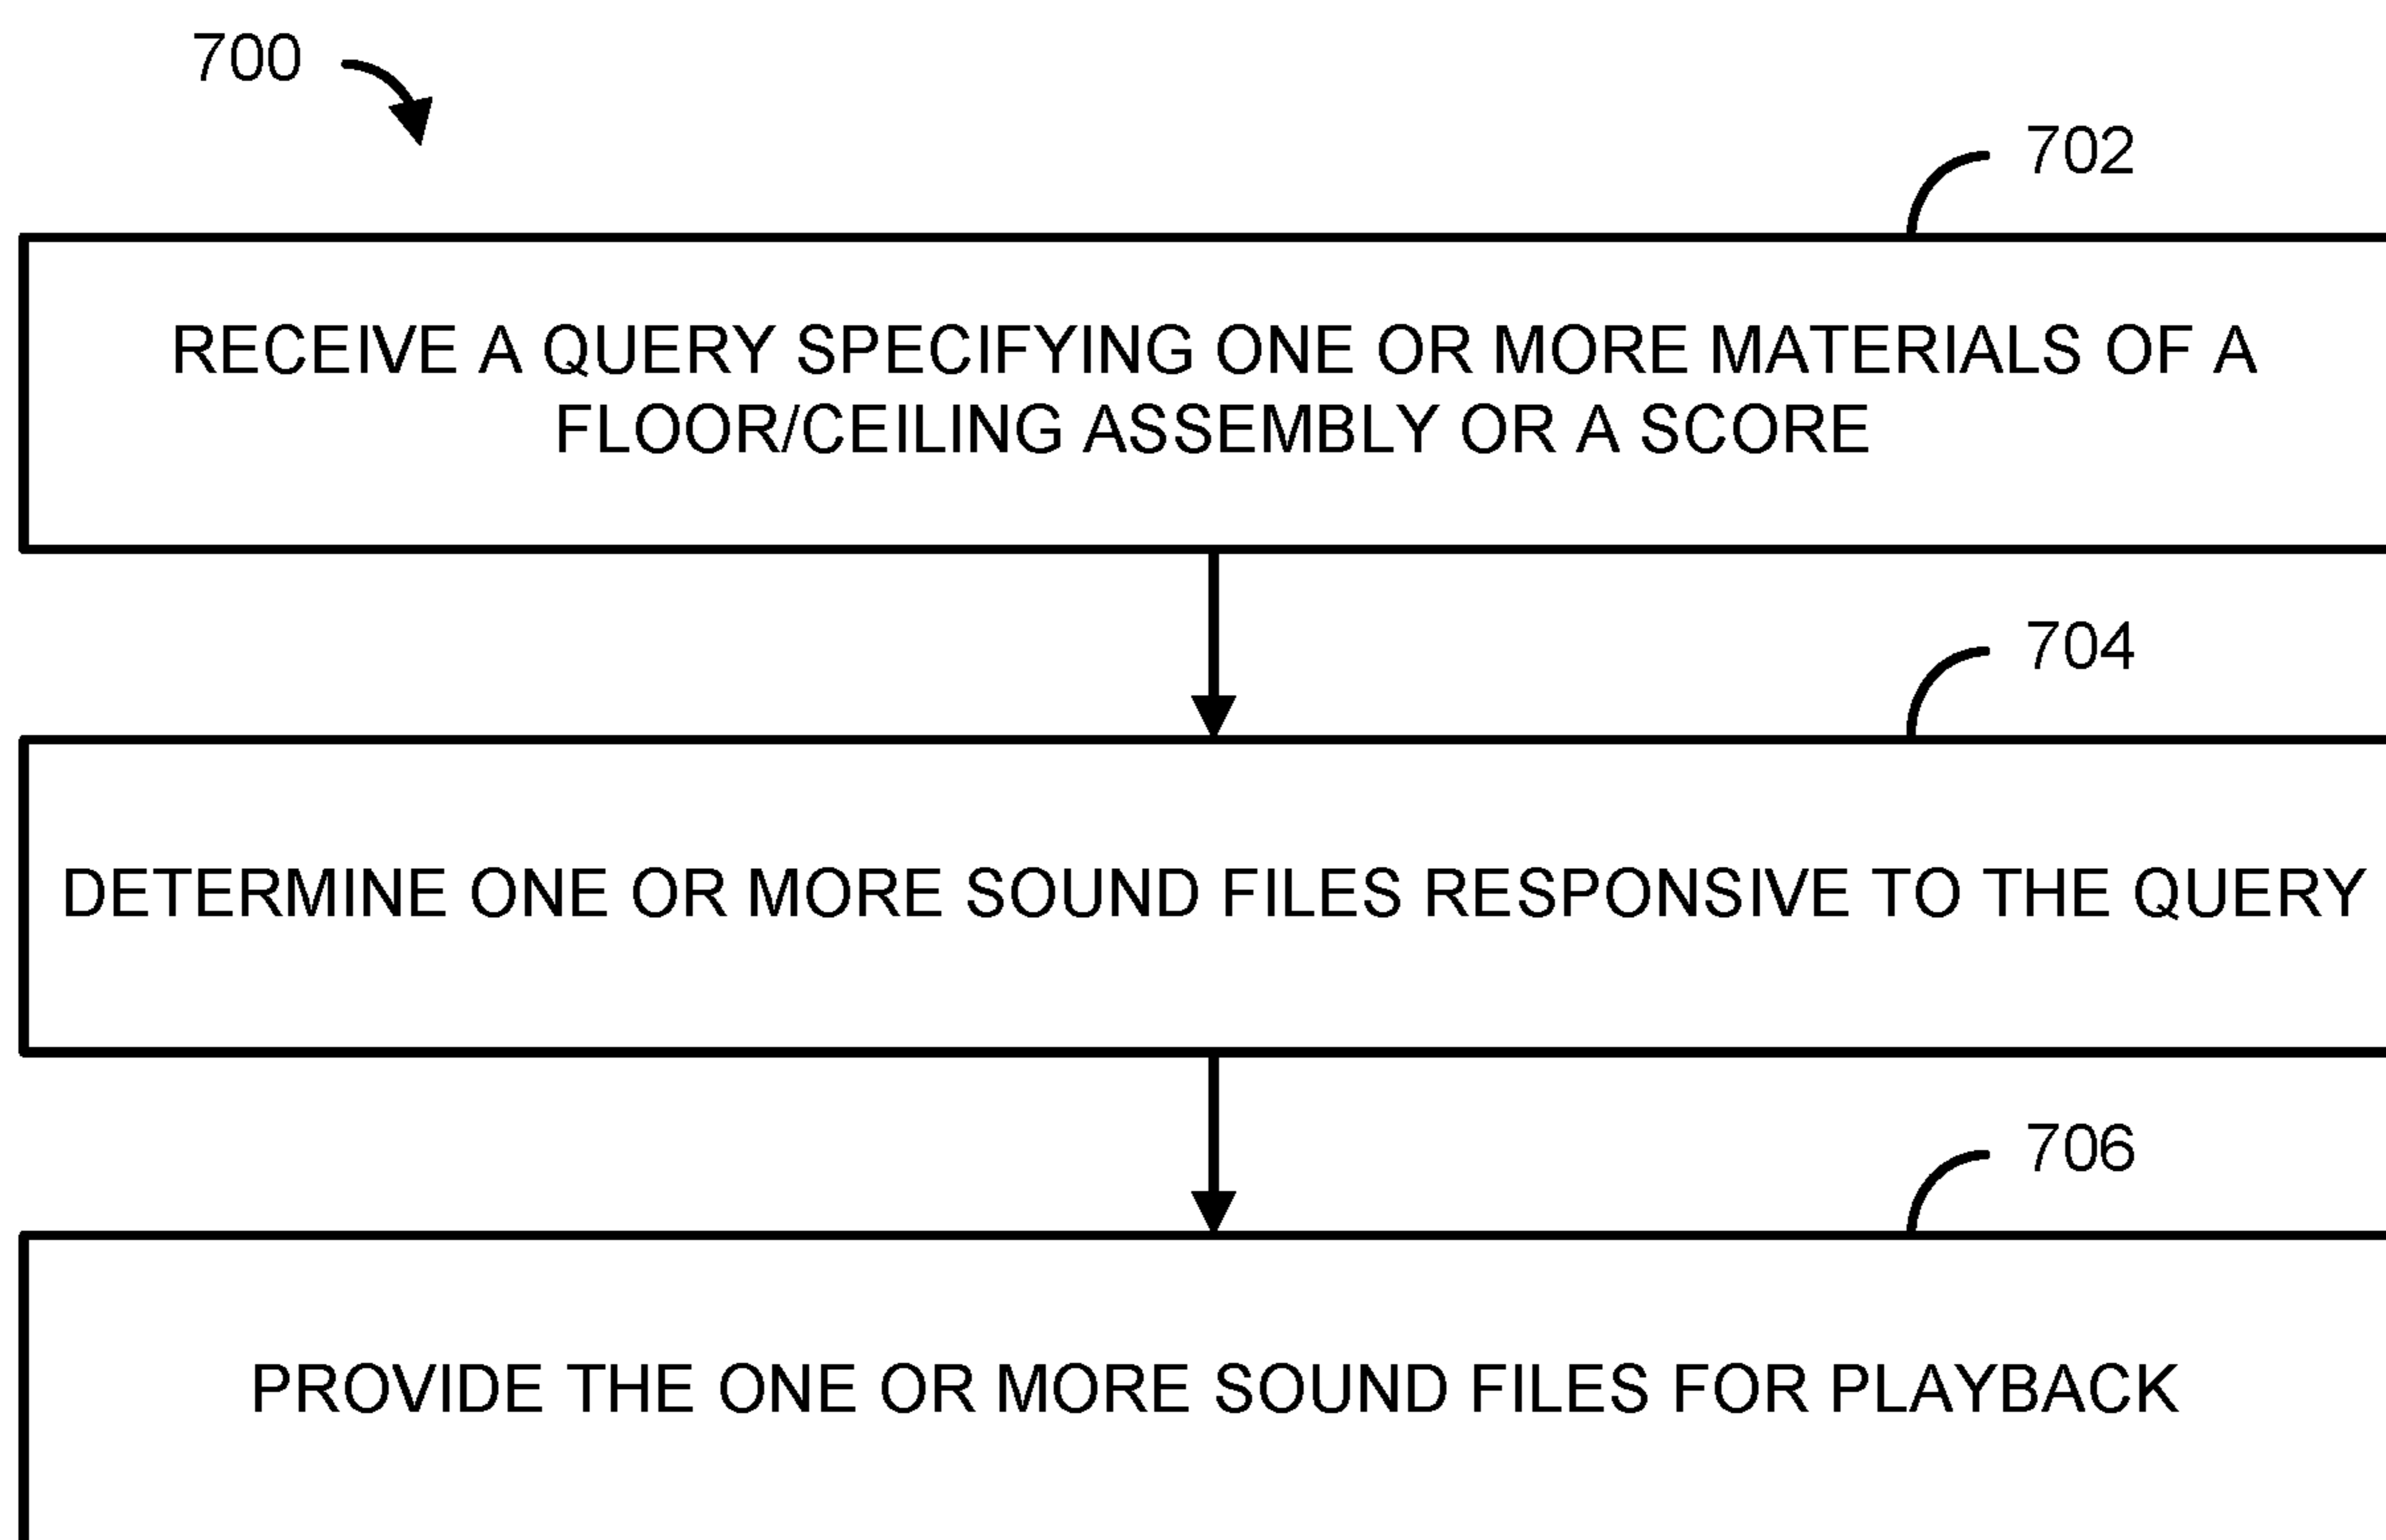 700
702
RECEIVE A QUERY SPECIFYING ONE OR MORE MATERIALS OF A
FLOOR/CEILING ASSEMBLY OR A SCORE
704
DETERMINE ONE OR MORE SOUND FILES RESPONSIVE TO THE QUERY
706
PROVIDE THE ONE OR MORE SOUND FILES FOR PLAYBACK